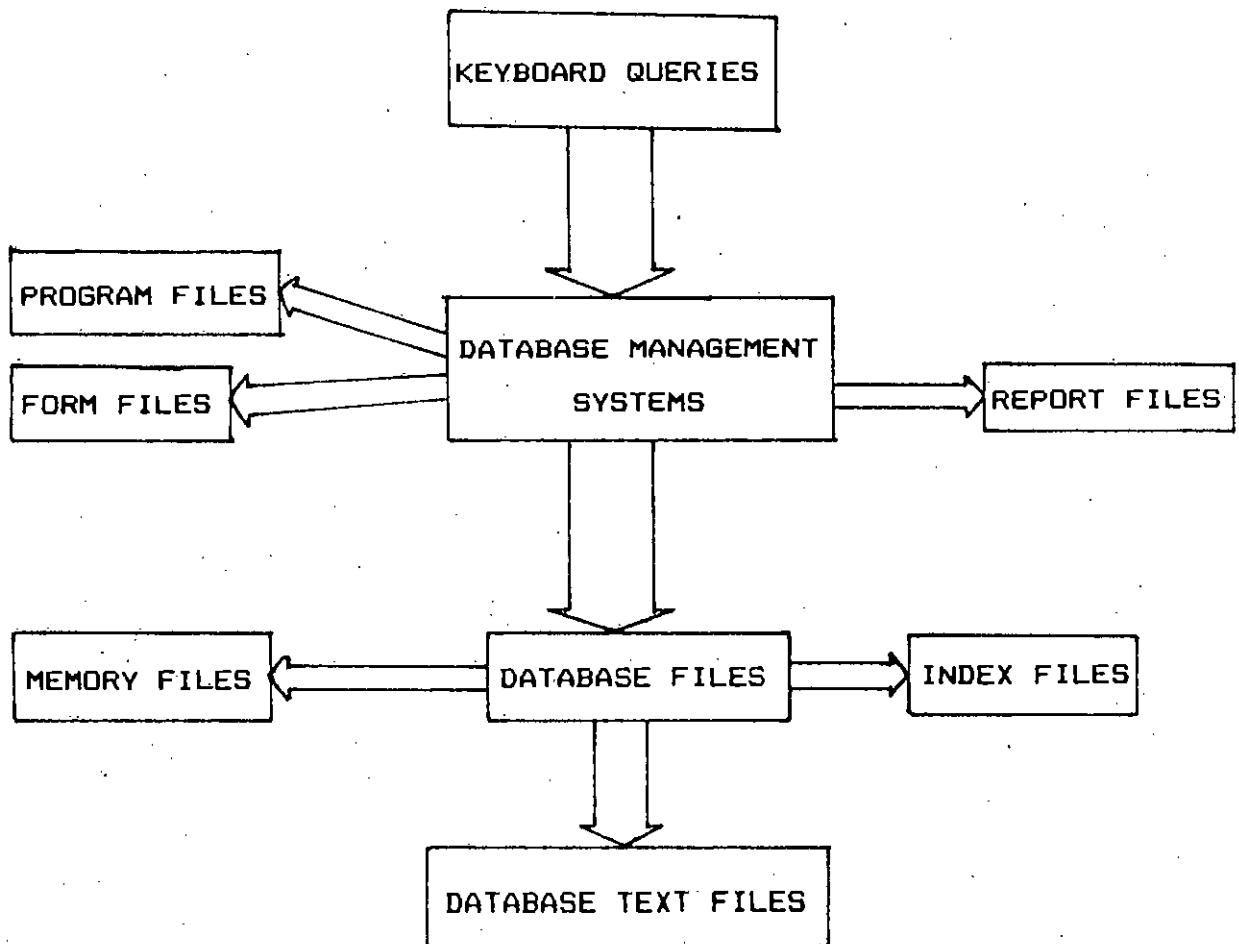 KEYBOARD QUERIES
PROGRAM FILES
DATABASE MANAGEMENT
SYSTEMS
FORM FILES
REPORT FILES
MEMORY FILES
DATABASE FILES
INDEX FILES
DATABASE TEXT FILES